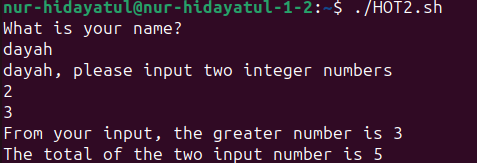 nur-hidayatul@nur-hidayatul-1-2:~$ ./HOT2.sh
What is your name?
dayah
dayah, please input two integer numbers
2
3
From your input, the greater number is 3
The total of the two input number is 5